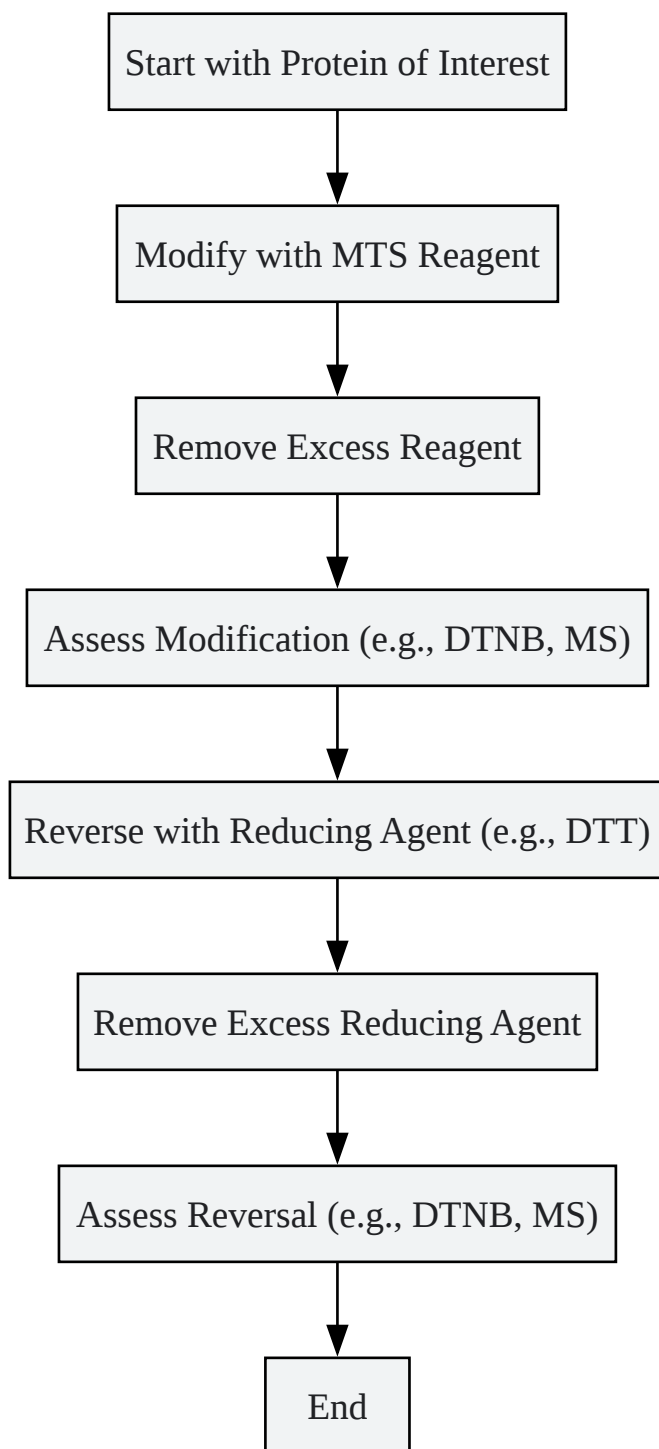 Start with Protein of Interest
Modify with MTS Reagent
Remove Excess Reagent
Assess Modification (e.g., DTNB, MS)
Reverse with Reducing Agent (e.g., DTT)
Remove Excess Reducing Agent
Assess Reversal (e.g., DTNB, MS)
End